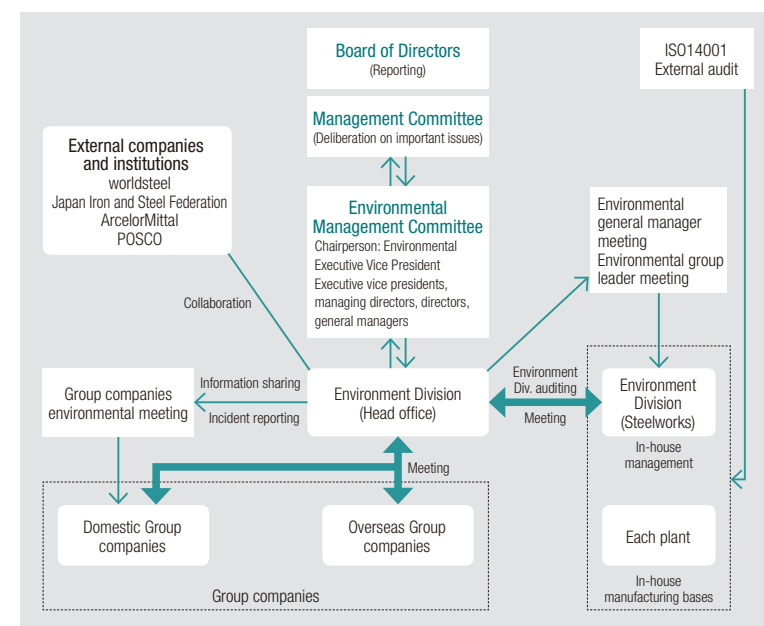 Board of Directors
(Reporting)
ISO14001
External audit
Management Committee
(Deliberation on important issues)
External companies
and institutions
worldsteel
Japan Iron and Steel Federation
ArcelorMittal
POSCO
Environmental
Management Committee
Chairperson: Environmental
Executive Vice President
Executive vice presidents,
managing directors, directors,
general managers
Environmental
general manager
meeting
Environmental group
leader meeting
Collaboration
Group companies
environmental meeting
Information sharing
Incident reporting
Environment Division
(Head office)
Environment
Div. auditing
Meeting
Environment
Division
(Steelworks)
In-house
management
Meeting
Domestic Group
companies
Overseas Group
companies
Group companies
Each plant
In-house
manufacturing bases